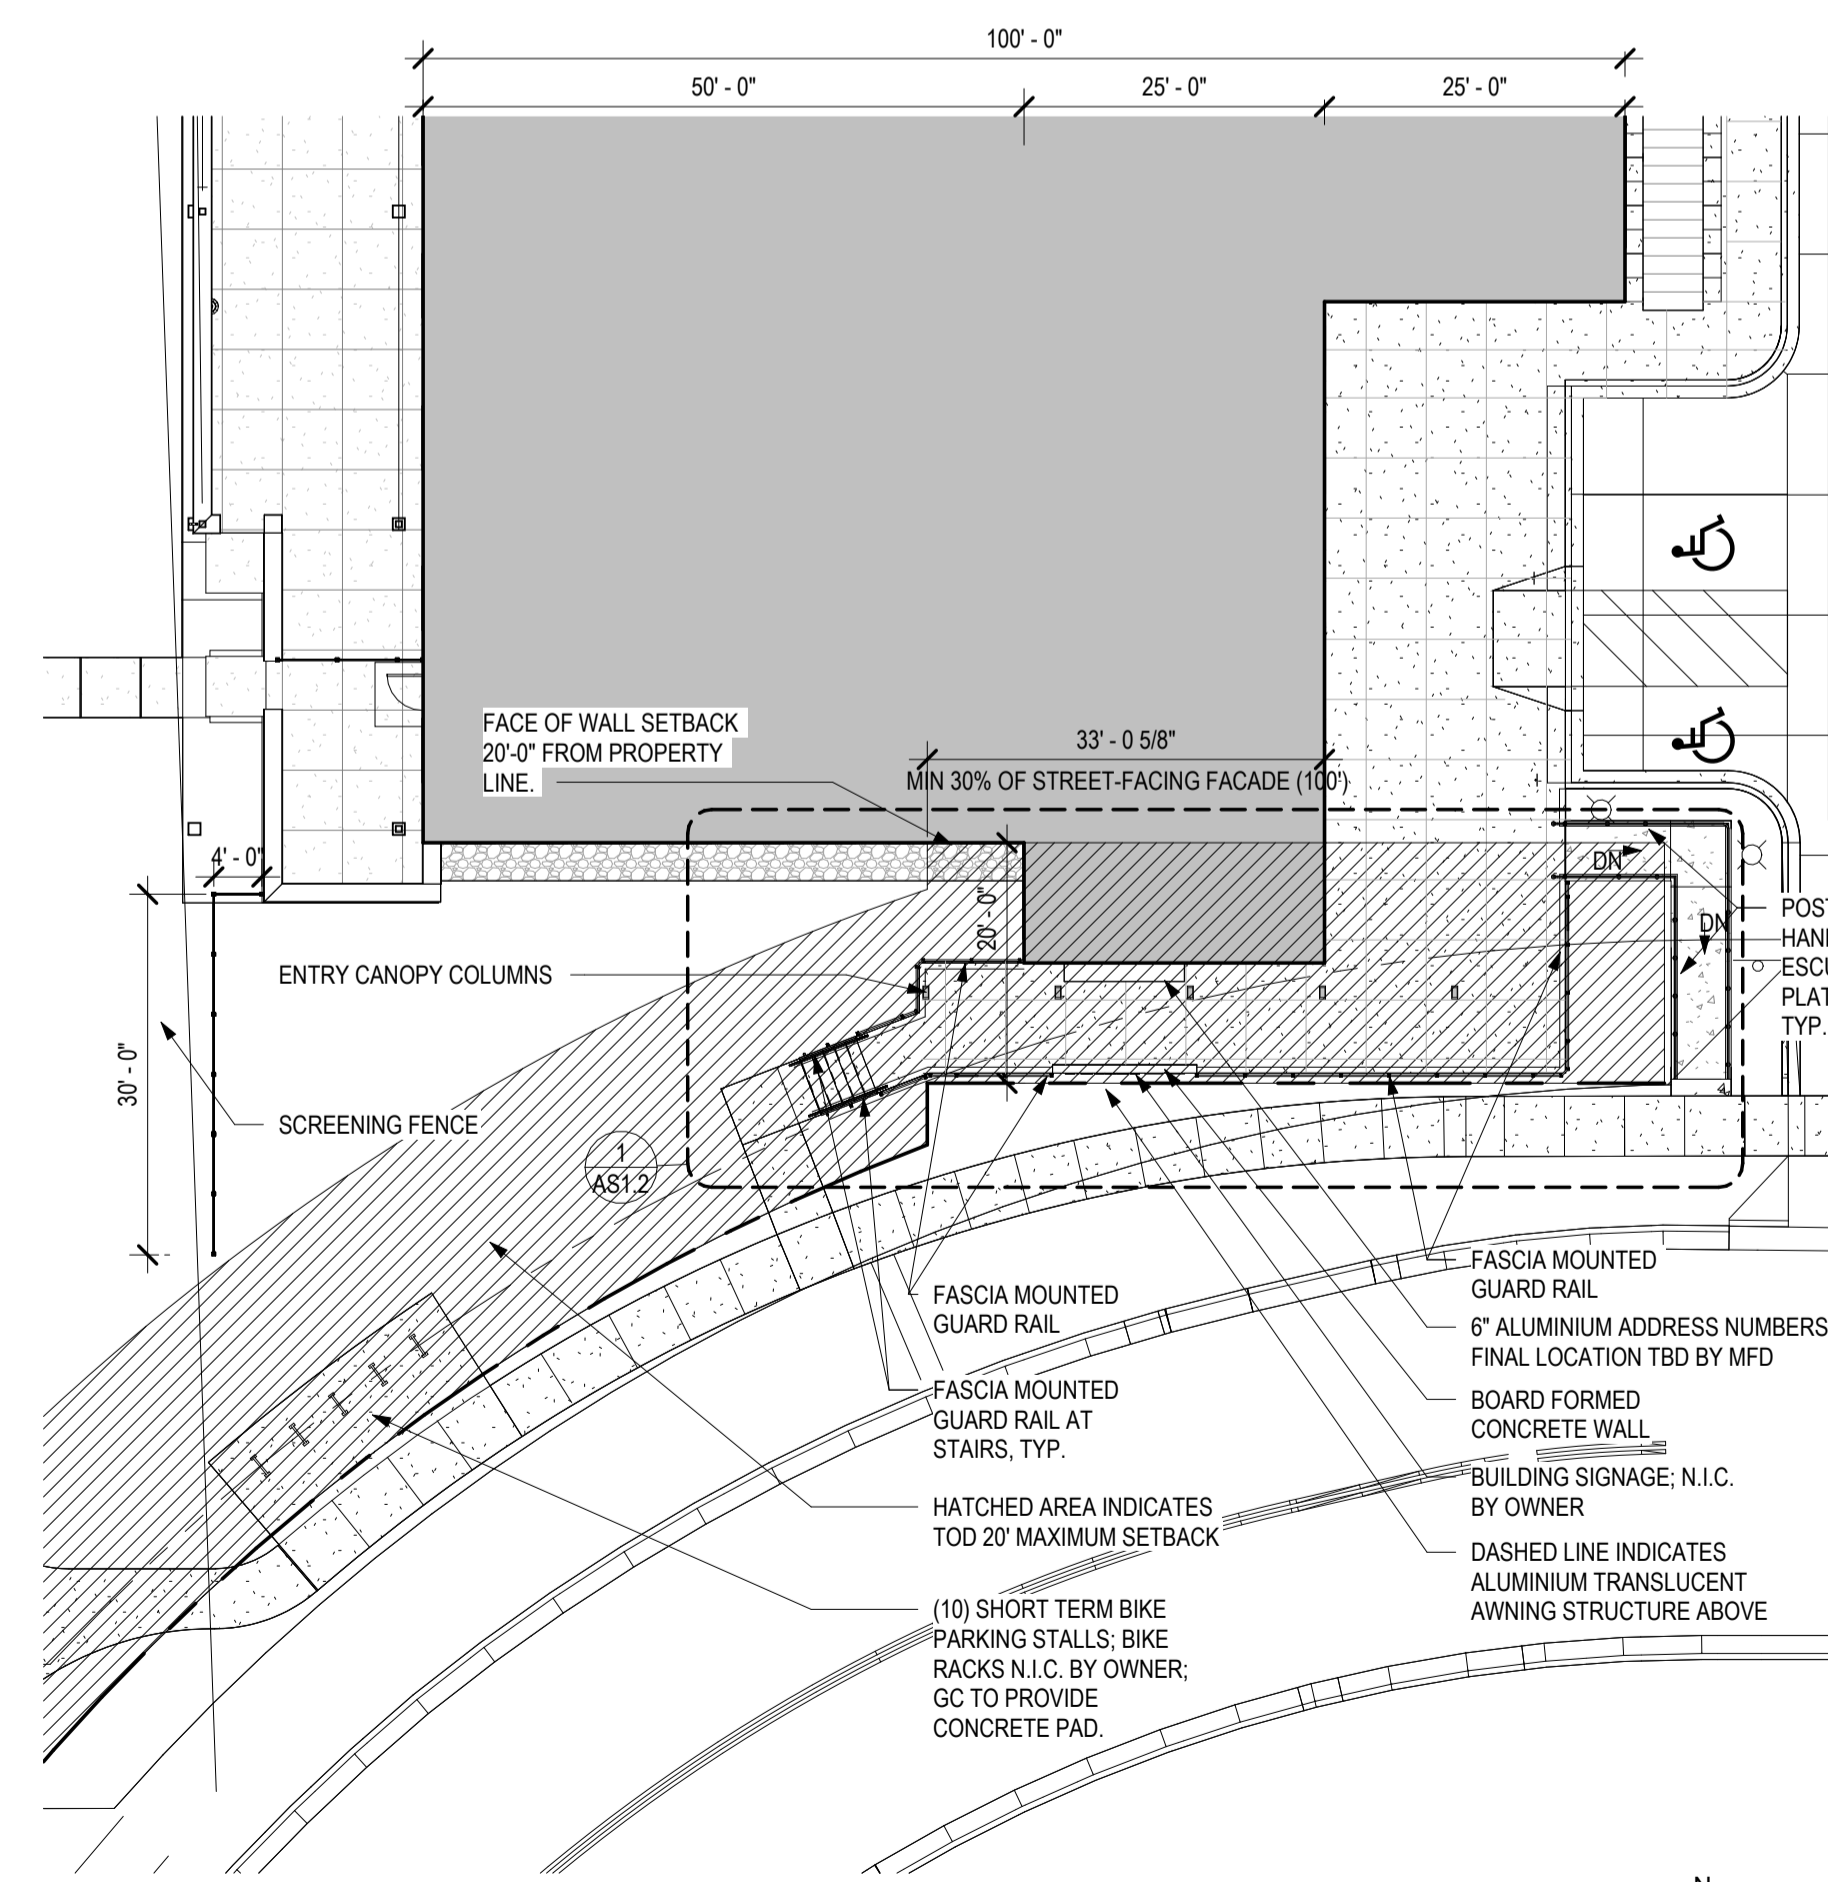 100' - 0"
50' - 0"
25' - 0"
25' - 0"
FACE OF WALL SETBACK
20'-0" FROM PROPERTY
LINE.
33' - 0 5/8"
MIN 30% OF STREET-FACING FACADE (100')
4' - 0"
DN
20' - 0"
DN
POST
HAN
ESCU
PLAT
TYP.
ENTRY CANOPY COLUMNS
30' - 0"
SCREENING FENCE
1
AS1.2
FASCIA MOUNTED
GUARD RAIL
FASCIA MOUNTED
GUARD RAIL
6" ALUMINIUM ADDRESS NUMBERS
FINAL LOCATION TBD BY MFD
FASCIA MOUNTED
GUARD RAIL AT
STAIRS, TYP.
BOARD FORMED
CONCRETE WALL
BUILDING SIGNAGE; N.I.C.
BY OWNER
HATCHED AREA INDICATES
TOD 20' MAXIMUM SETBACK
DASHED LINE INDICATES
ALUMINIUM TRANSLUCENT
AWNING STRUCTURE ABOVE
(10) SHORT TERM BIKE
PARKING STALLS; BIKE
RACKS N.I.C. BY OWNER;
GC TO PROVIDE
CONCRETE PAD.